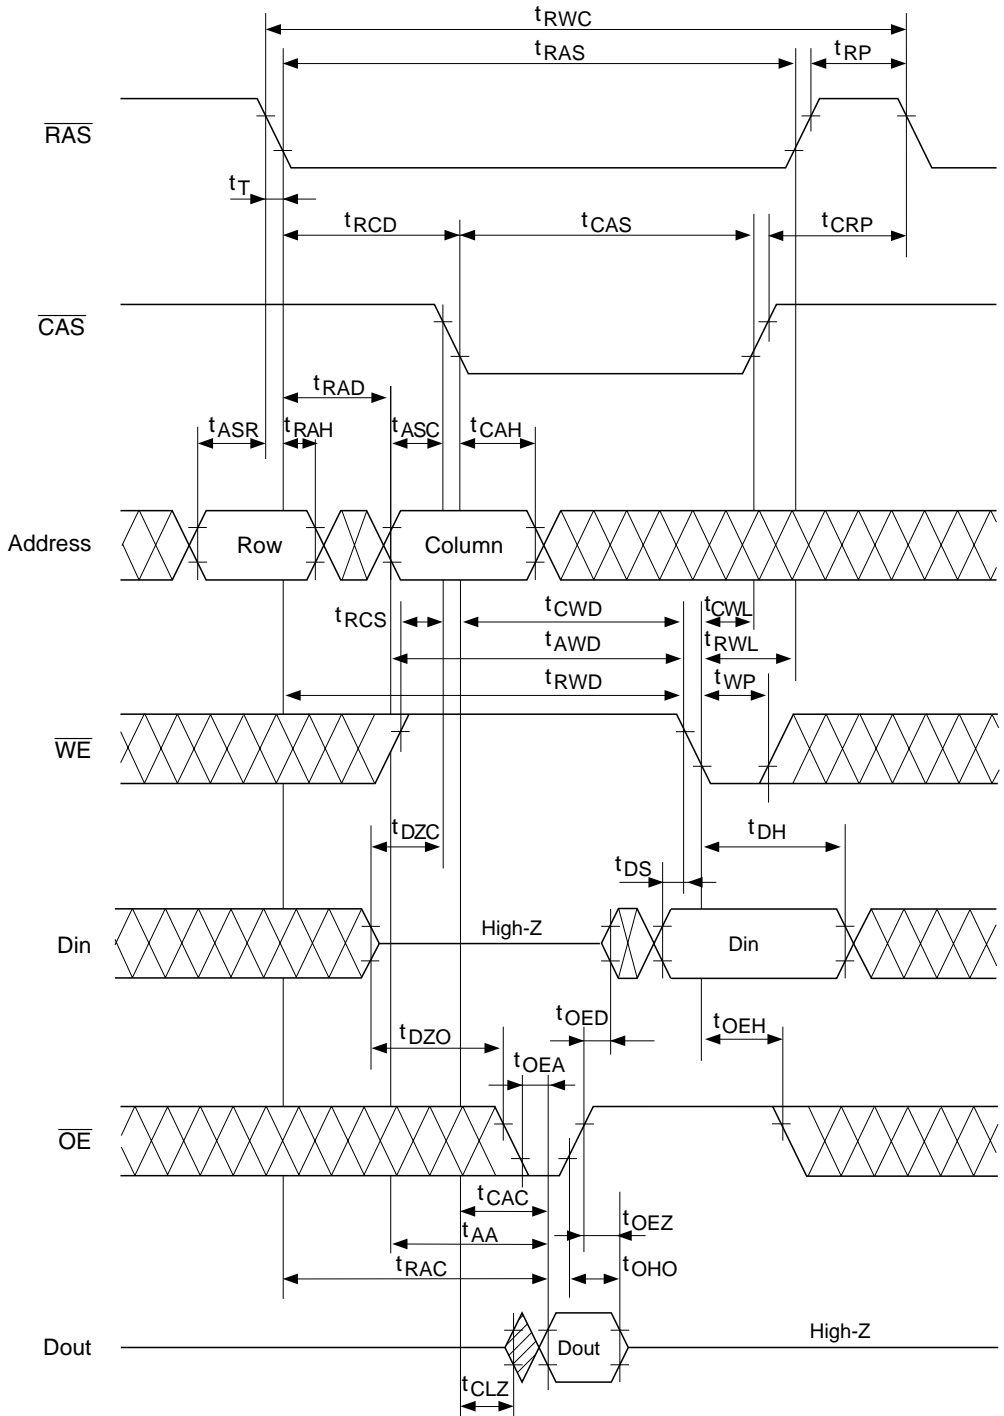 tRWC
tRAS
tRP
RAS
tT
tRCD
tCAS
tCRP
CAS
tRAD
tASR
tRAH
tASC
tCAH
Address
Row
Column
tRCS
tCWD
tCWL
tAWD
tRWL
tRWD
tWP
WE
tDZC
tDH
tDS
Din
High-Z
Din
tDZO
tOED
tOEH
tOEA
OE
tCAC
tOEZ
tAA
tRAC
tOHO
Dout
Dout
High-Z
tCLZ